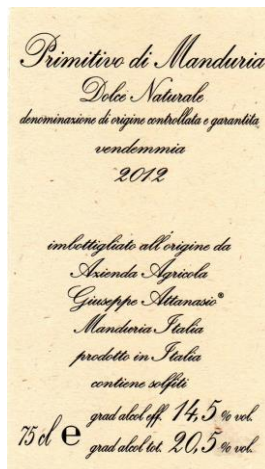 Primitivo di Manduria
Dolce Naturale
denominazione di origine controllata e garantita
vendemmia
2012
imbottigliato all'origine da
Azienda Agricola
Giuseppe Attanasio®
Manduria Italia
prodotto in Italia
contiene solfiti
75 cl e grad alcol eff. 14,5 % vol.
grad alcol tot. 20,5 % vol.